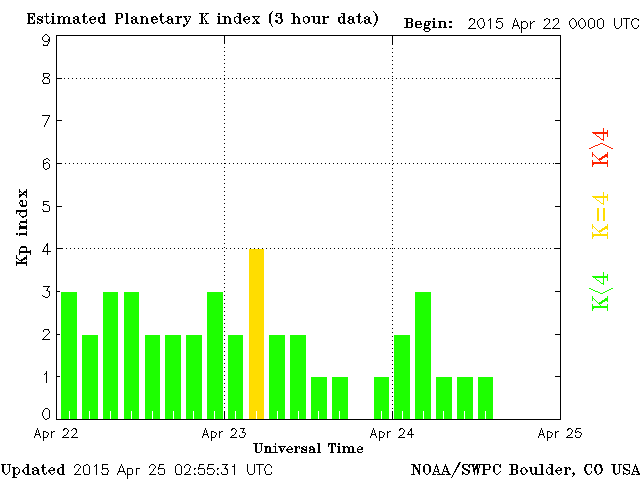 Estimated Planetary K index (3 hour data) Begin: 2015 Apr 22 0000 UTC
9
8
7
6
5
4
3
2
1
0
Kp index
Apr 22 Apr 23 Apr 24 Apr 25
Universal Time
K>4
K=4
K<4
Updated 2015 Apr 25 02:55:31 UTC NOAA/SWPC Boulder, CO USA